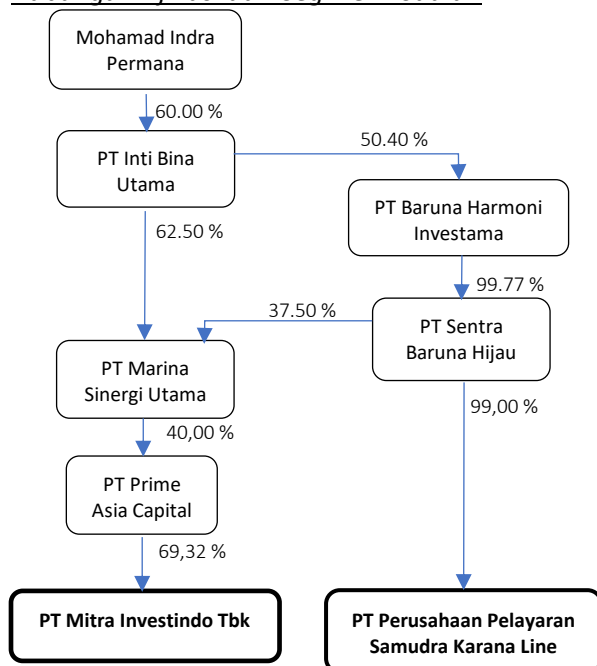 Mohamad Indra
Permana
60.00 %
PT Inti Bina
Utama
50.40 %
PT Baruna Harmoni
Investama
62.50 %
99.77 %
37.50 %
PT Sentra
Baruna Hijau
PT Marina
Sinergi Utama
99,00 %
40,00 %
PT Prime
Asia Capital
69,32 %
PT Mitra Investindo Tbk
PT Perusahaan Pelayaran
Samudra Karana Line